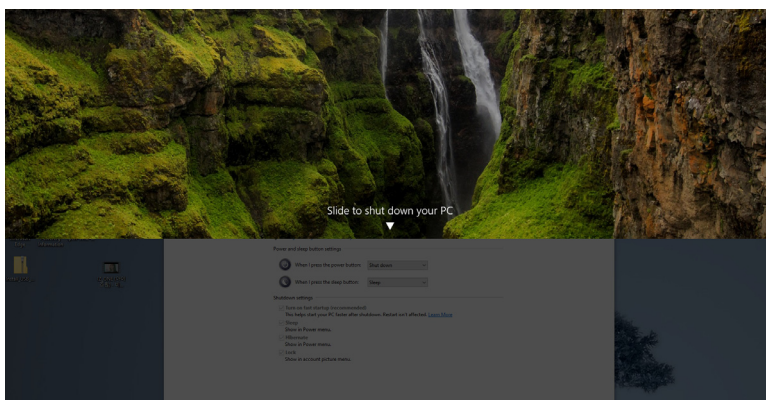 Slide to shut down your PC
Power and sleep button settings
When I press the power button: Shut down
When I press the sleep button: Sleep
Shutdown settings
Turn on fast startup (recommended)
This helps start your PC faster after shutdown. Restart isn't affected. Learn More
Sleep
Show in Power menu.
Hibernate
Show in Power menu.
Lock
Show in account picture menu.